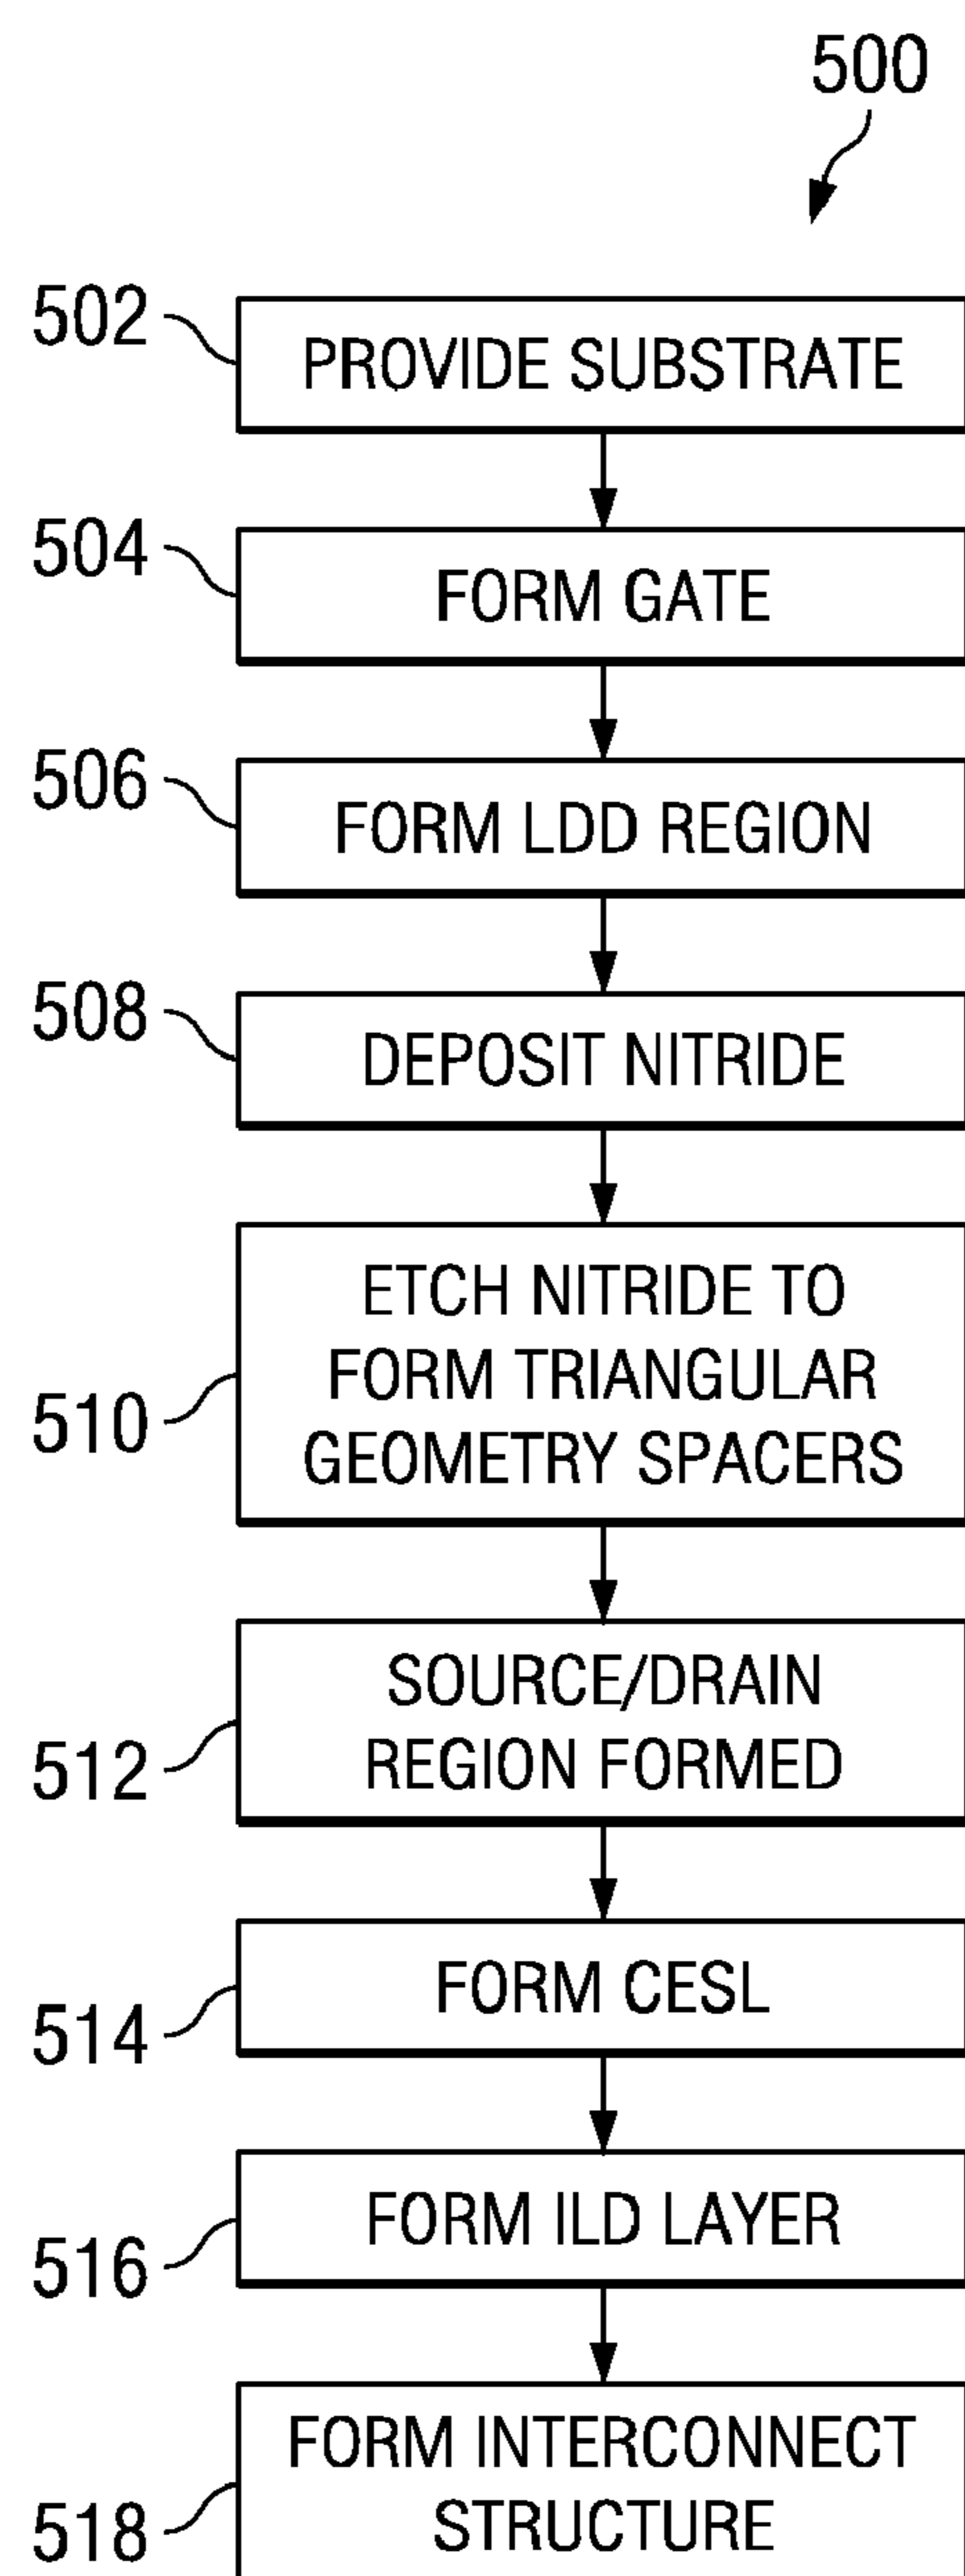 500
502
PROVIDE SUBSTRATE
504
FORM GATE
506
FORM LDD REGION
508
DEPOSIT NITRIDE
510
ETCH NITRIDE TO
FORM TRIANGULAR
GEOMETRY SPACERS
512
SOURCE/DRAIN
REGION FORMED
514
FORM CESL
516
FORM ILD LAYER
518
FORM INTERCONNECT
STRUCTURE